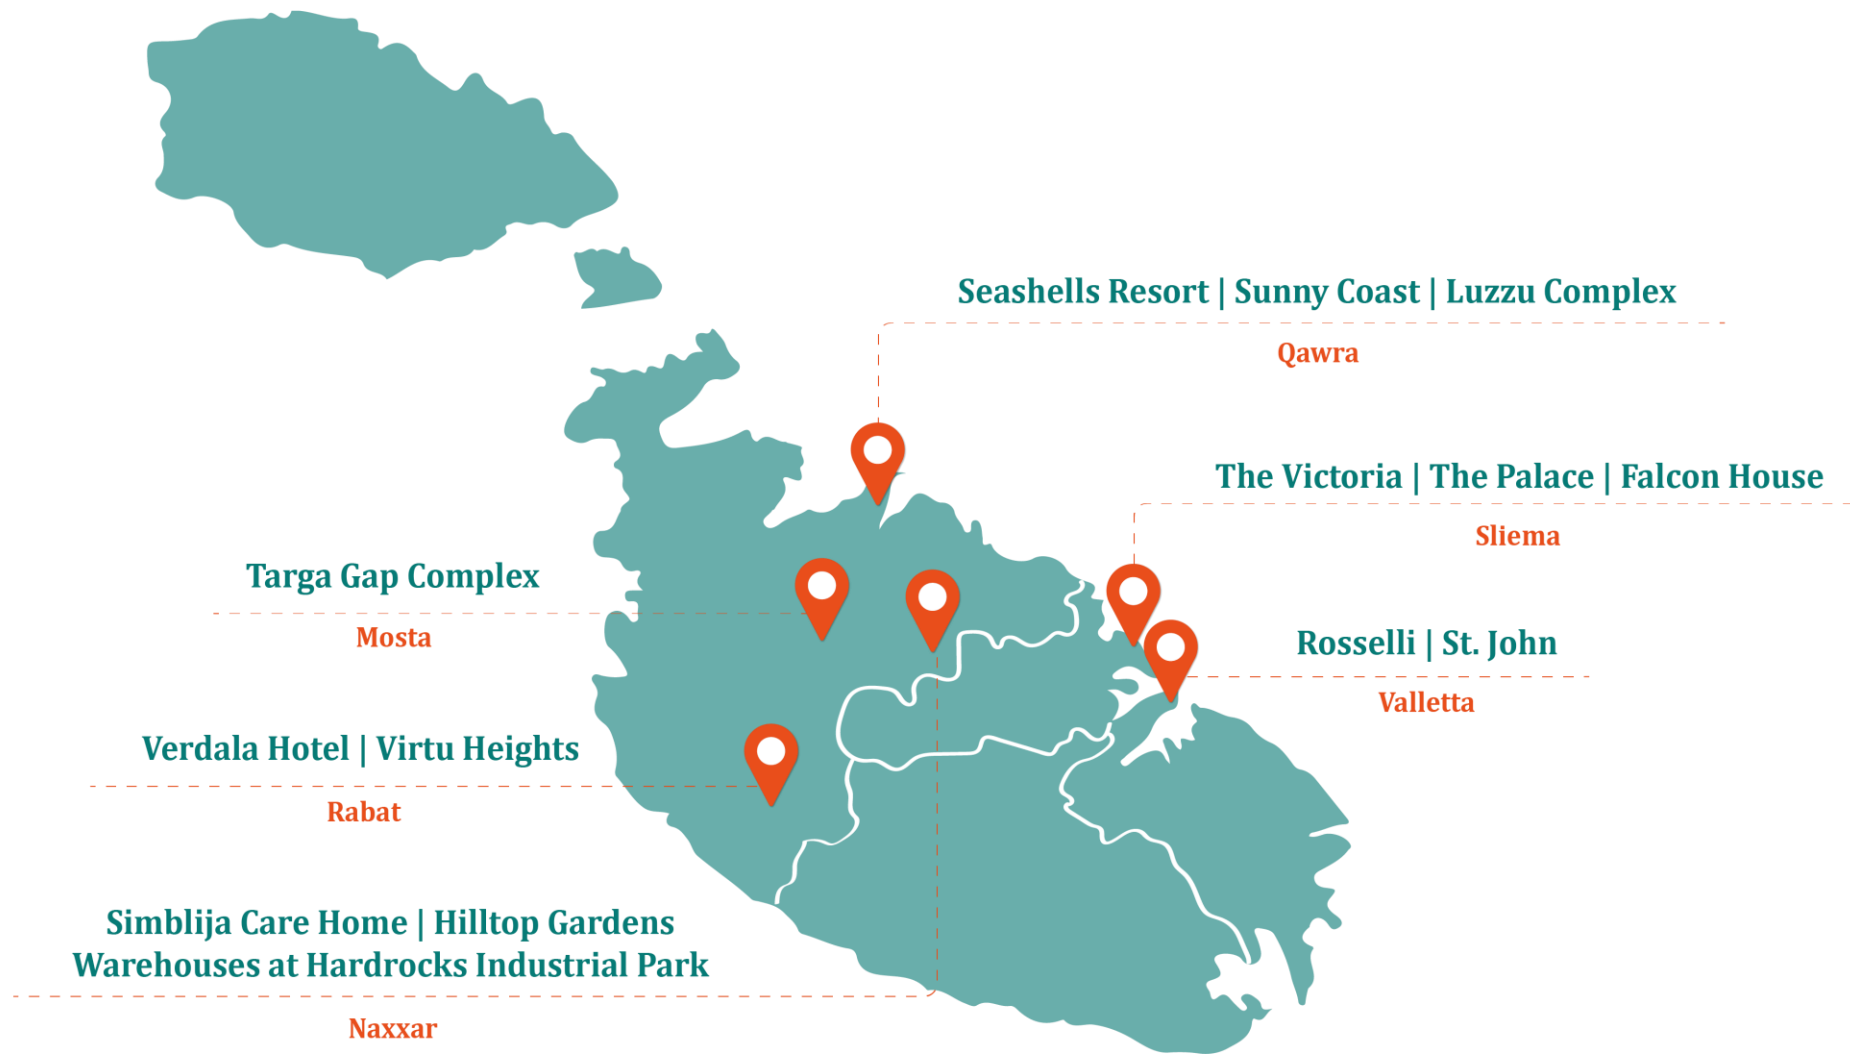 Seashells Resort | Sunny Coast | Luzzu Complex
Qawra
The Victoria | The Palace | Falcon House
Sliema
Targa Gap Complex
Mosta
Rosselli | St. John
Valletta
Verdala Hotel | Virtu Heights
Rabat
Simblija Care Home | Hilltop Gardens
Warehouses at Hardrocks Industrial Park
Naxxar